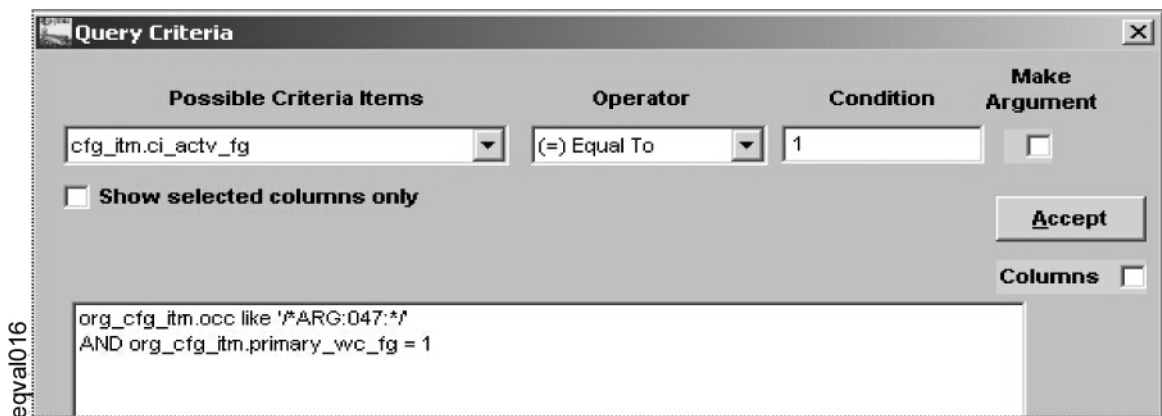 Query Criteria
Possible Criteria Items
Operator
Condition
Make
Argument
cfg_itm.ci_actv_fg
(=) Equal To
1
Show selected columns only
Accept
Columns
org_cfg_itm.occ like '/*ARG:047:*/'
AND org_cfg_itm.primary_wc_fg = 1
eqval016